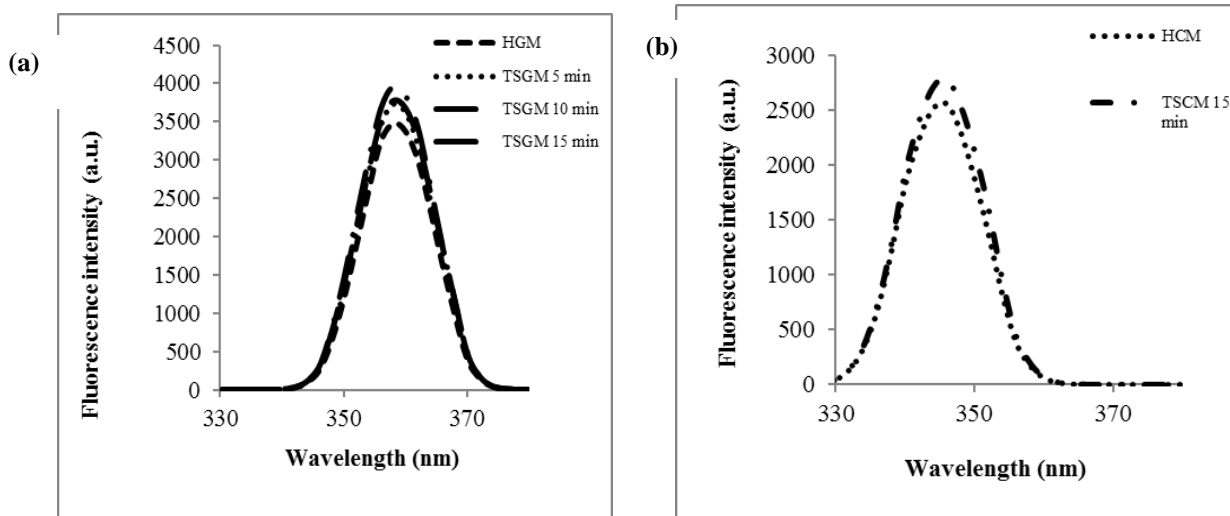 (a)
Fluorescence intensity (a.u.)
4500
4000
3500
3000
2500
2000
1500
1000
500
0
330
350
370
Wavelength (nm)
HGM
TSGM 5 min
TSGM 10 min
TSGM 15 min
(b)
Fluorescence intensity (a.u.)
3000
2500
2000
1500
1000
500
0
330
350
370
Wavelength (nm)
HCM
TSCM 15
min